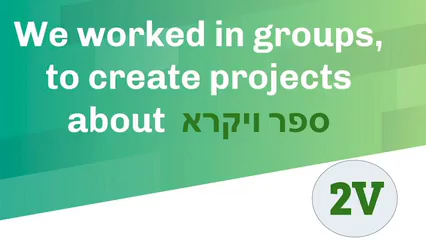 We worked in groups,
to create projects
about ספר ויקרא
2V